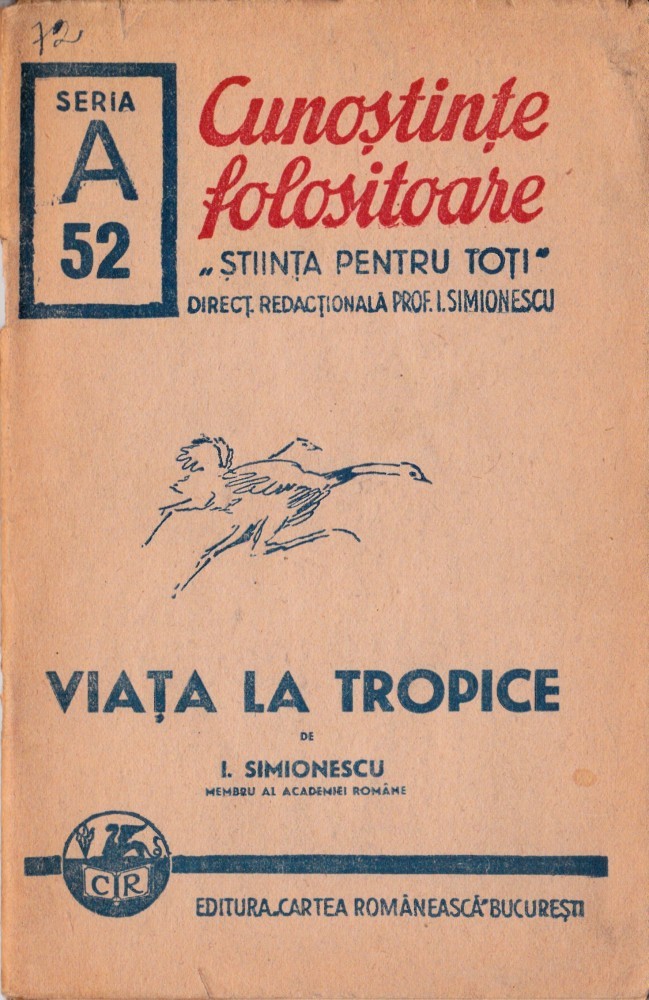 72
SERIA
A
52
Cunoștințe
folositoare
„ȘTIINȚA PENTRU TOȚI"
DIRECȚ. REDACȚIONALĂ PROF. I. SIMIONESCU
VIAȚA LA TROPICE
DE
I. SIMIONESCU
MEMBRU AL ACADEMIEI ROMÂNE
C R
EDITURA „CARTEA ROMÂNEASCĂ" BUCUREȘTI